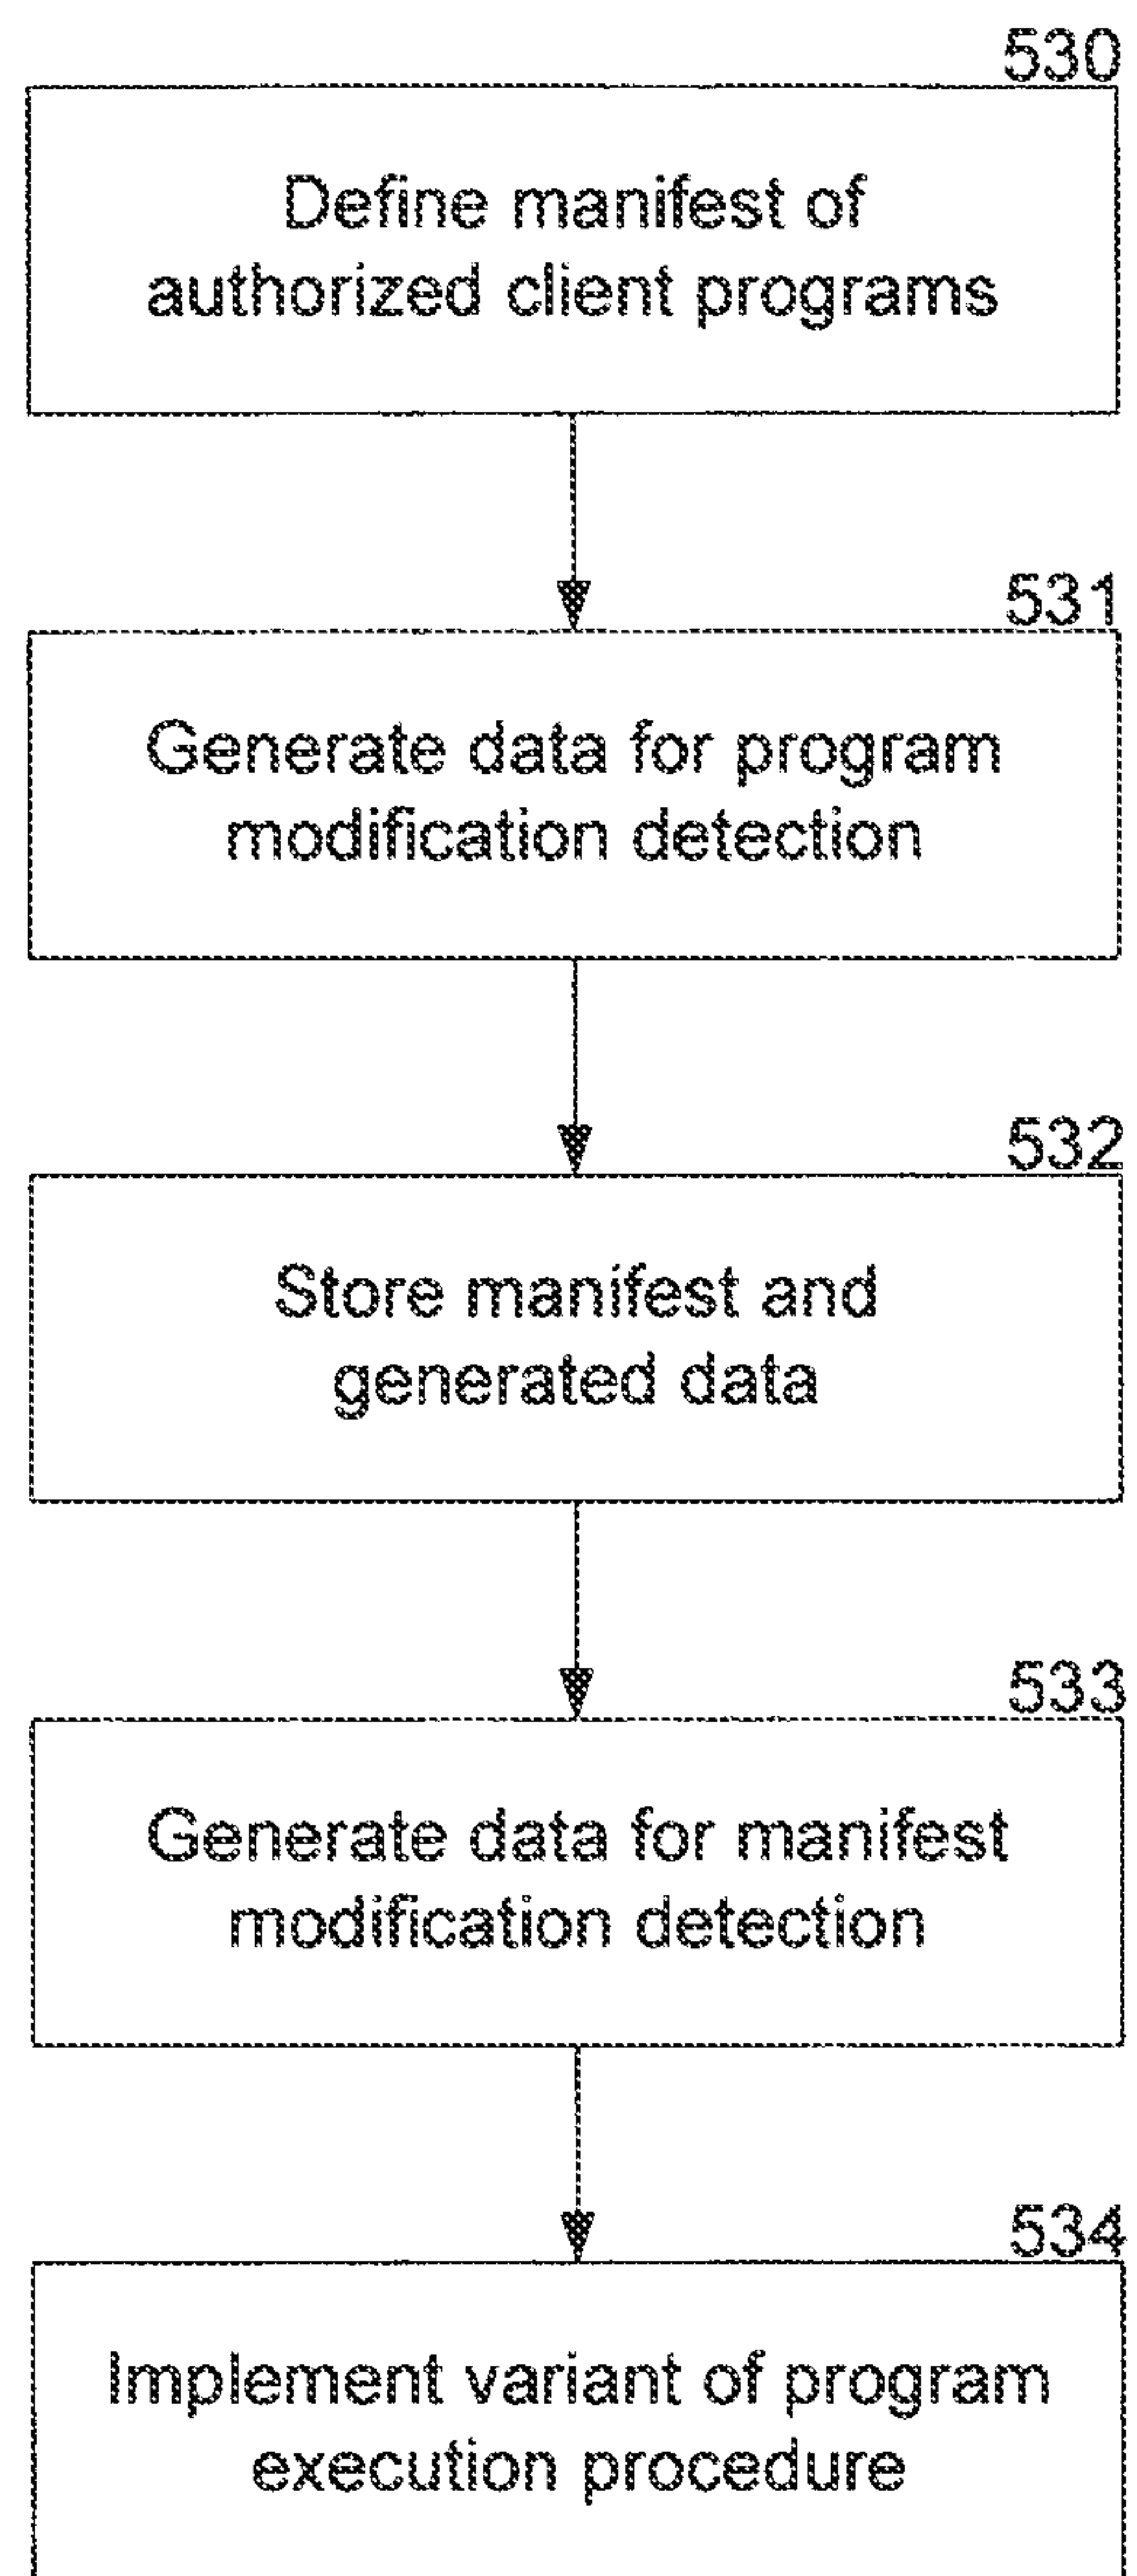 530
Define manifest of
authorized client programs
531
Generate data for program
modification detection
532
Store manifest and
generated data
533
Generate data for manifest
modification detection
534
Implement variant of program
execution procedure